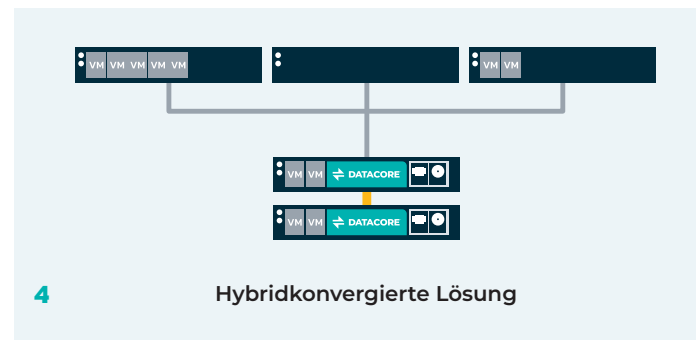 VM VM VM VM VM
VM VM
VM VM DATACORE
VM VM DATACORE
4 Hybridkonvergierte Lösung